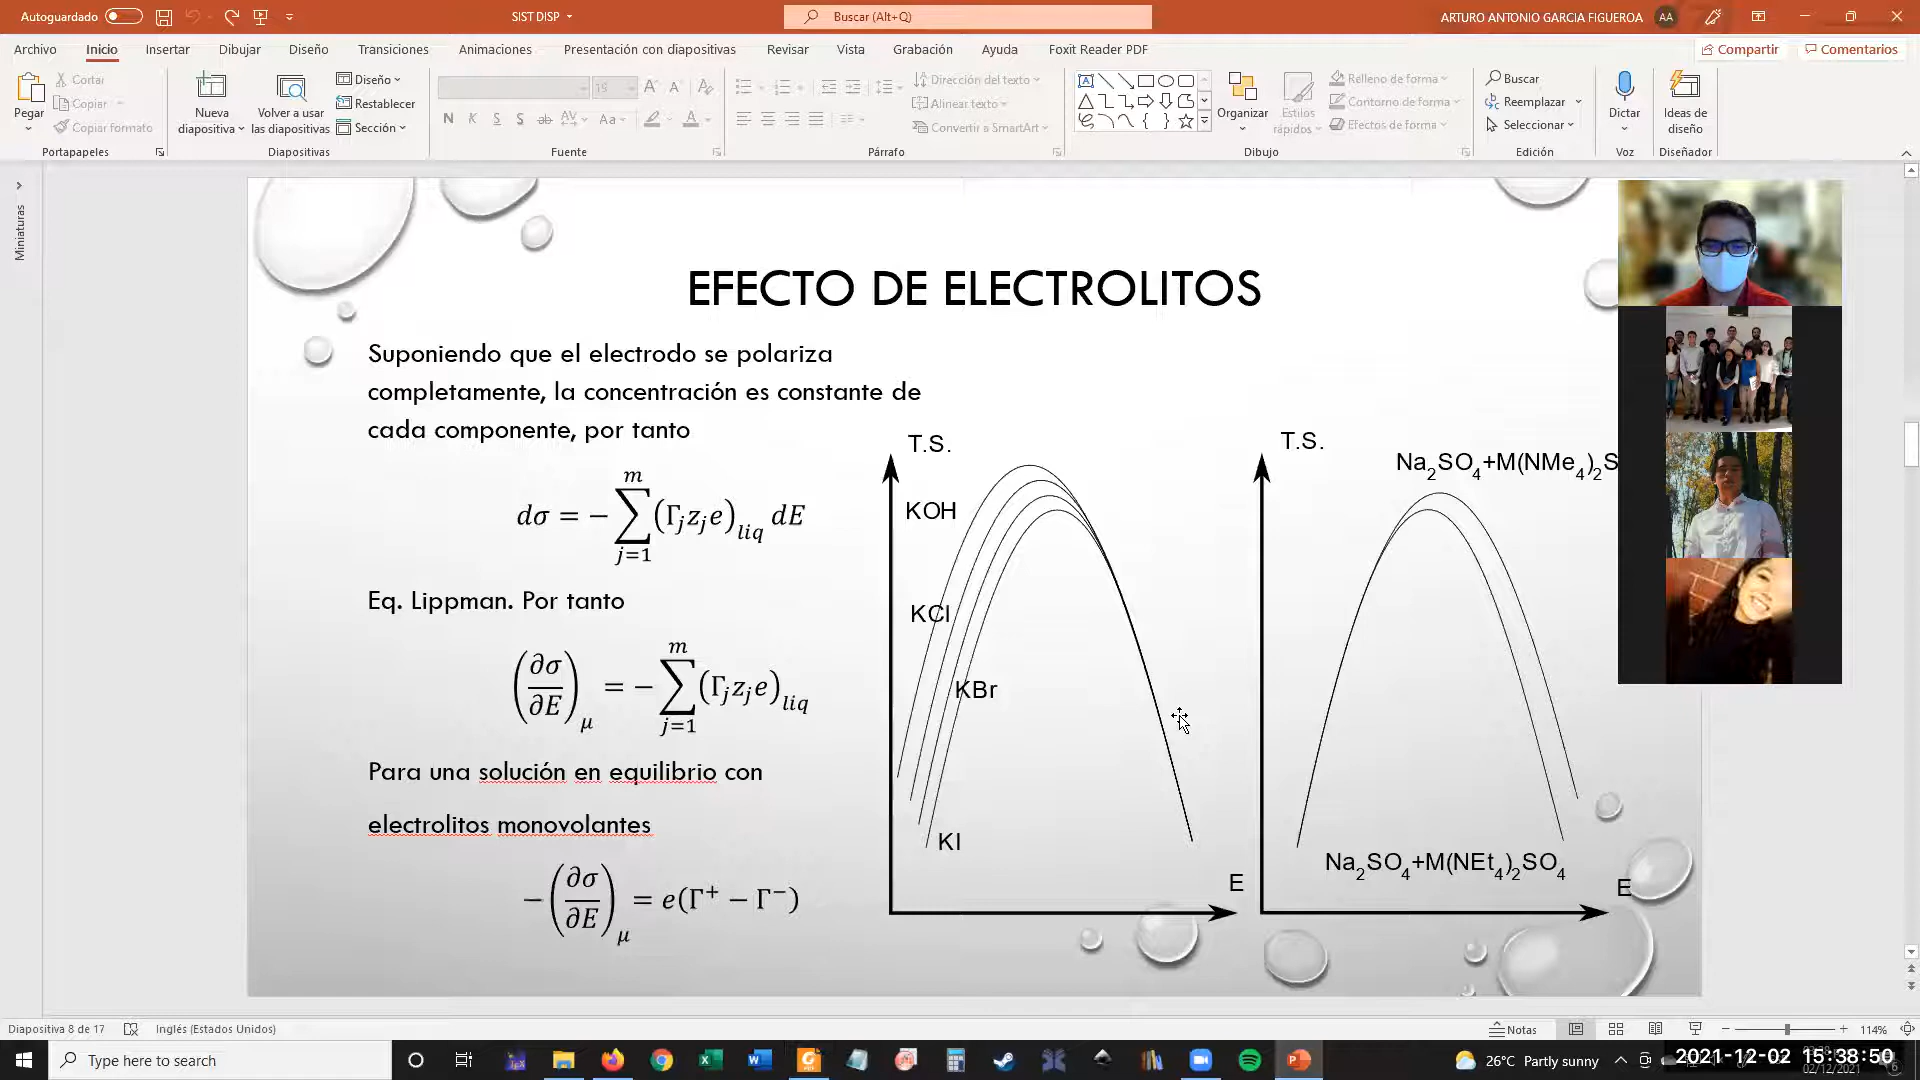 Autoguardado
SIST DISP
Buscar (Alt+Q)
ARTURO ANTONIO GARCIA FIGUEROA
AA
Archivo Inicio Insertar Dibujar Diseño Transiciones Animaciones Presentación con diapositivas Revisar Vista Grabación Ayuda Foxit Reader PDF
Compartir Comentarios
Pegar
Cortar
Copiar
Copiar formato
Portapapeles
Nueva diapositiva
Volver a usar las diapositivas
Diseño
Restablecer
Sección
Diapositivas
19
N K S S ab AV Aa A
Fuente
Dirección del texto
Alinear texto
Convertir a SmartArt
Párrafo
Organizar
Estilos rápidos
Relleno de forma
Contorno de forma
Efectos de forma
Dibujo
Buscar
Reemplazar
Seleccionar
Edición
Dictar
Voz
Ideas de diseño
Diseñador
Miniaturas
EFECTO DE ELECTROLITOS
Suponiendo que el electrodo se polariza
completamente, la concentración es constante de
cada componente, por tanto
dσ = − ∑_{j=1}^{m} (Γ_j z_j e)_{liq} dE
Eq. Lippman. Por tanto
(∂σ/∂E)_μ = − ∑_{j=1}^{m} (Γ_j z_j e)_{liq}
Para una solución en equilibrio con
electrolitos monovolantes
−(∂σ/∂E)_μ = e(Γ⁺ − Γ⁻)
T.S.
KOH
KCl
KBr
KI
E
T.S.
Na₂SO₄+M(NMe₄)₂S
Na₂SO₄+M(NEt₄)₂SO₄
E
Diapositiva 8 de 17
Inglés (Estados Unidos)
Notas
114%
Type here to search
26°C Partly sunny
2021-12-02 15:38:50
02/12/2021